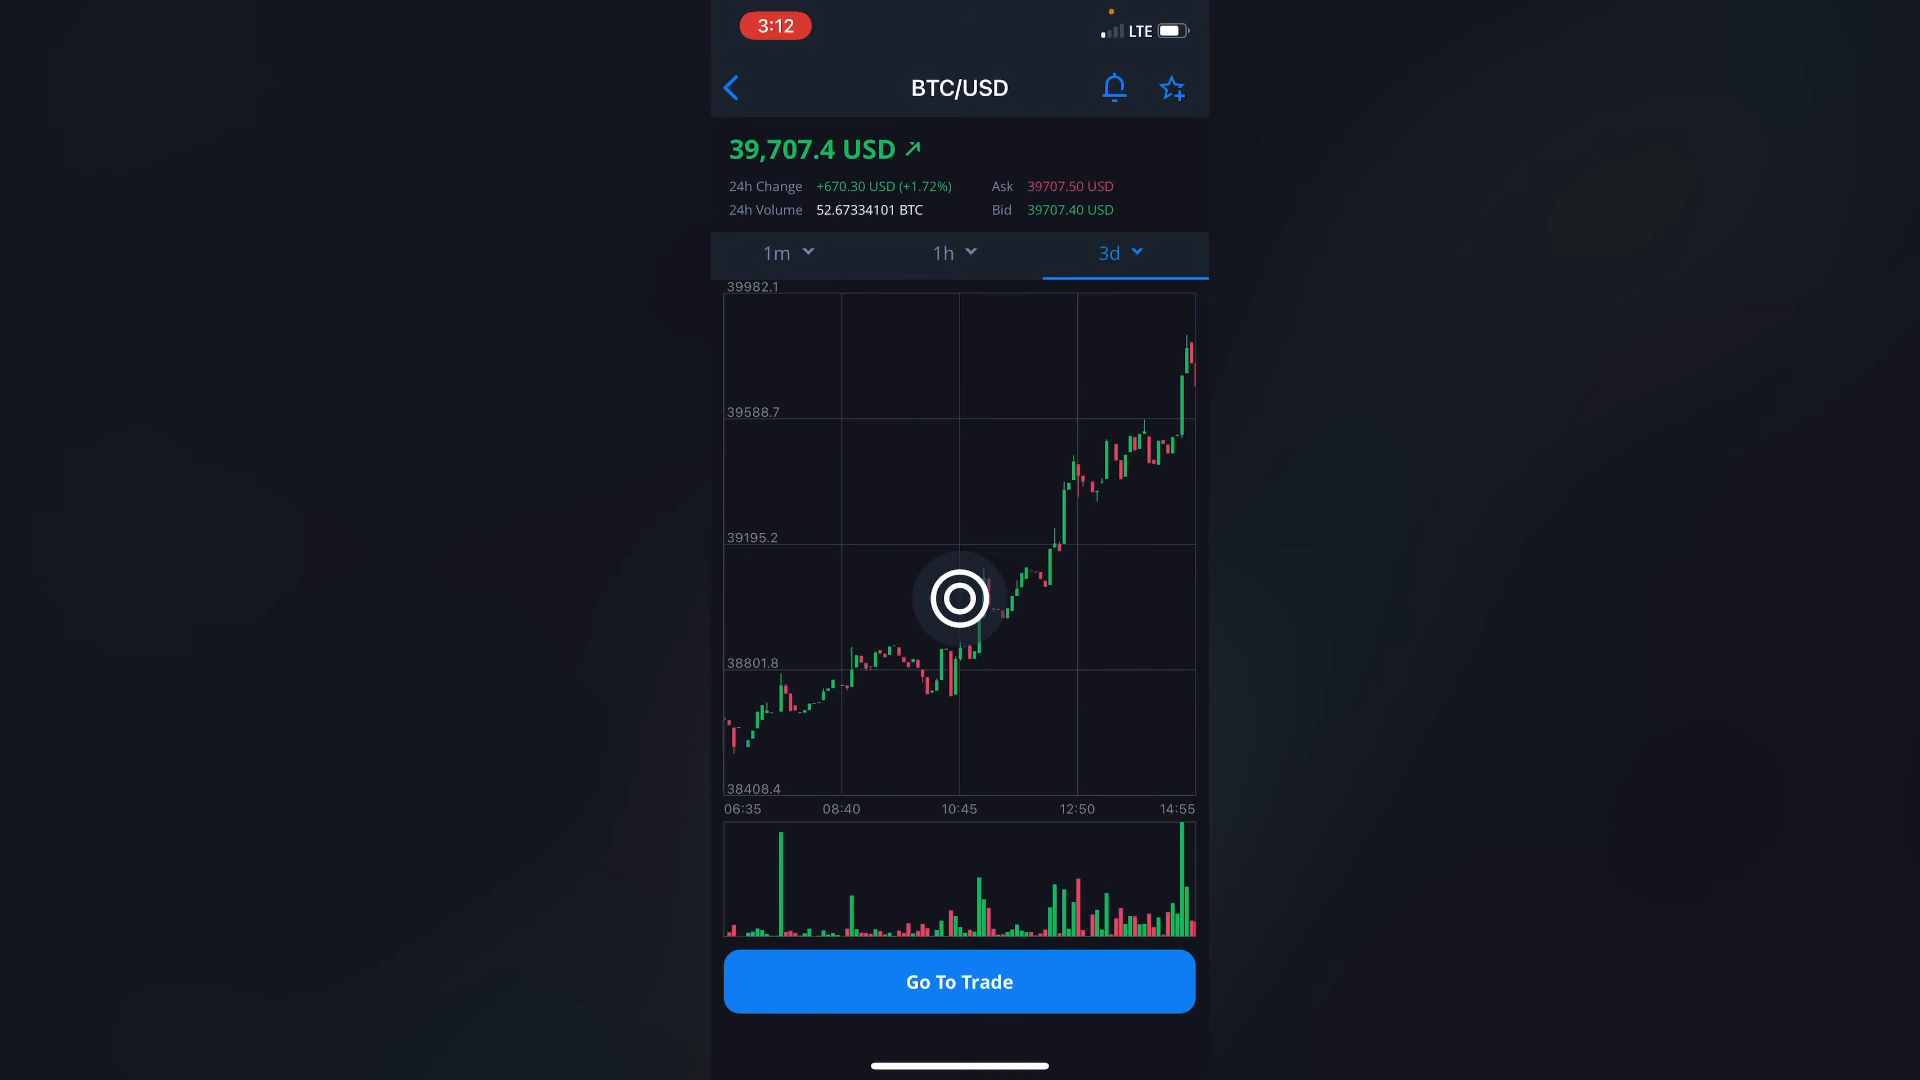 3:12
LTE
BTC/USD
39,707.4 USD
24h Change +670.30 USD (+1.72%) Ask 39707.50 USD
24h Volume 52.67334101 BTC Bid 39707.40 USD
1m 1h 3d
39982.1
39588.7
39195.2
38801.8
38408.4
06:35 08:40 10:45 12:50 14:55
Go To Trade